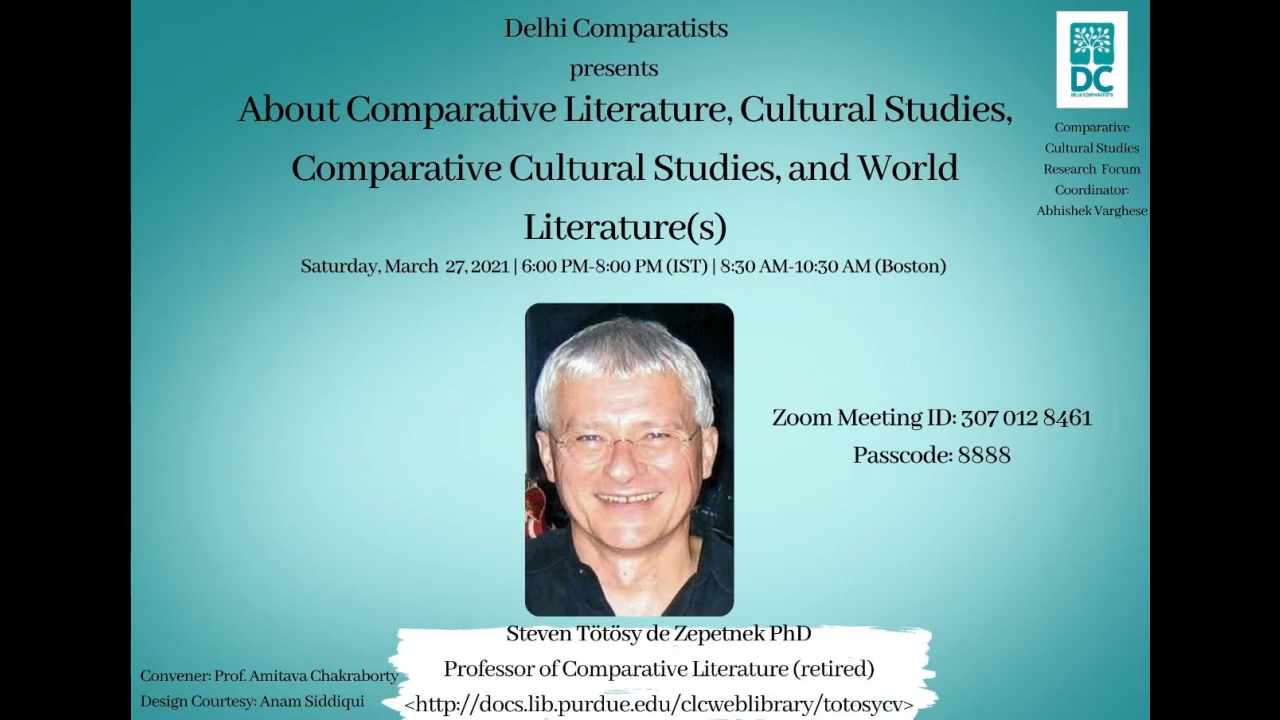 Delhi Comparatists
presents
About Comparative Literature, Cultural Studies,
Comparative Cultural Studies, and World
Literature(s)
Saturday, March 27, 2021 | 6:00 PM-8:00 PM (IST) | 8:30 AM-10:30 AM (Boston)
DC
DELHI COMPARATISTS
Comparative
Cultural Studies
Research Forum
Coordinator:
Abhishek Varghese
Zoom Meeting ID: 307 012 8461
Passcode: 8888
Steven Tötösy de Zepetnek PhD
Professor of Comparative Literature (retired)
<http://docs.lib.purdue.edu/clcweblibrary/totosycv>
Convener: Prof. Amitava Chakraborty
Design Courtesy: Anam Siddiqui